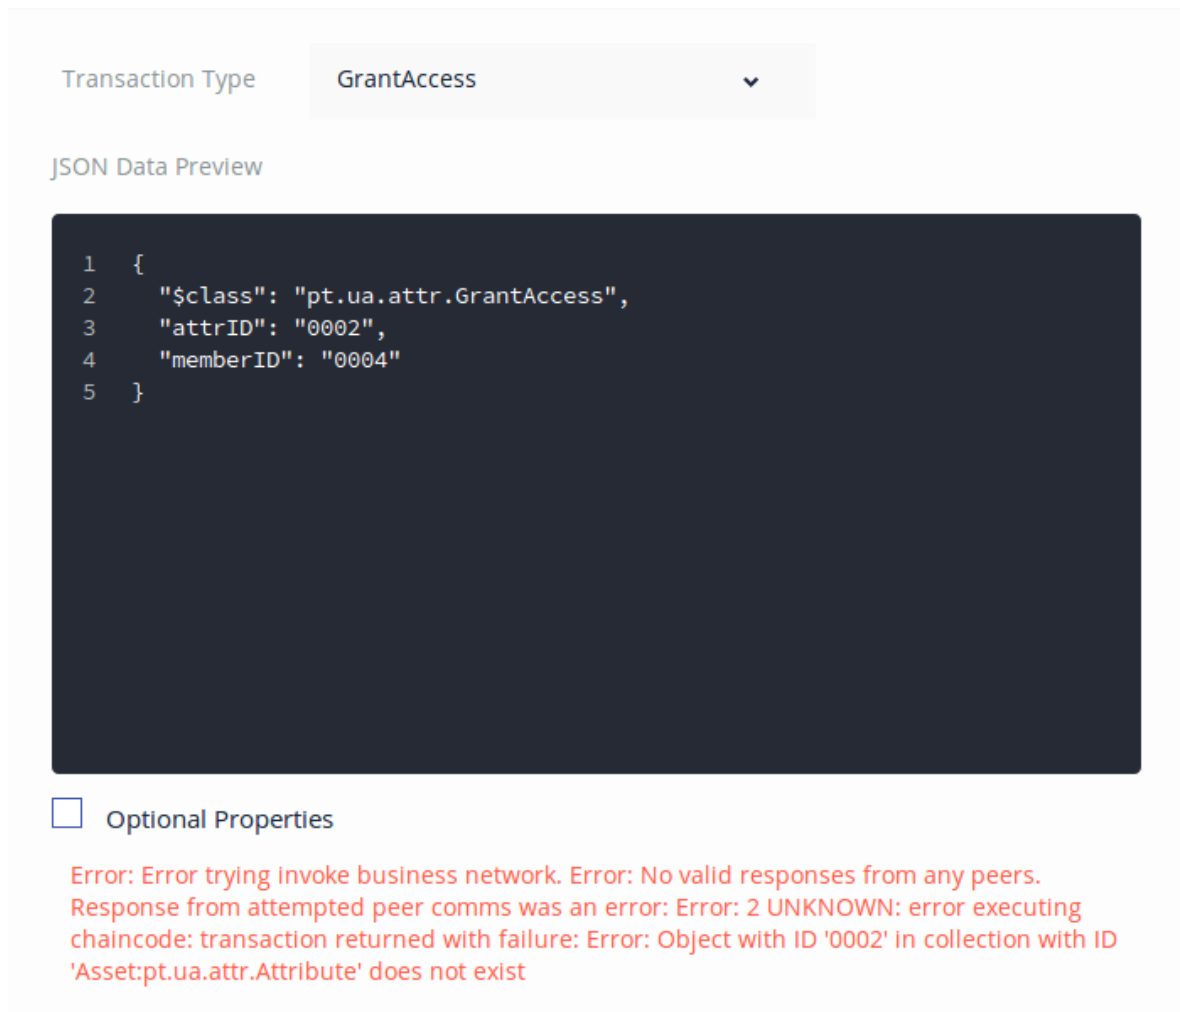 Transaction Type GrantAccess
JSON Data Preview
1 {
2 "$class": "pt.ua.attr.GrantAccess",
3 "attrID": "0002",
4 "memberID": "0004"
5 }
Optional Properties
Error: Error trying invoke business network. Error: No valid responses from any peers.
Response from attempted peer comms was an error: Error: 2 UNKNOWN: error executing
chaincode: transaction returned with failure: Error: Object with ID '0002' in collection with ID
'Asset:pt.ua.attr.Attribute' does not exist